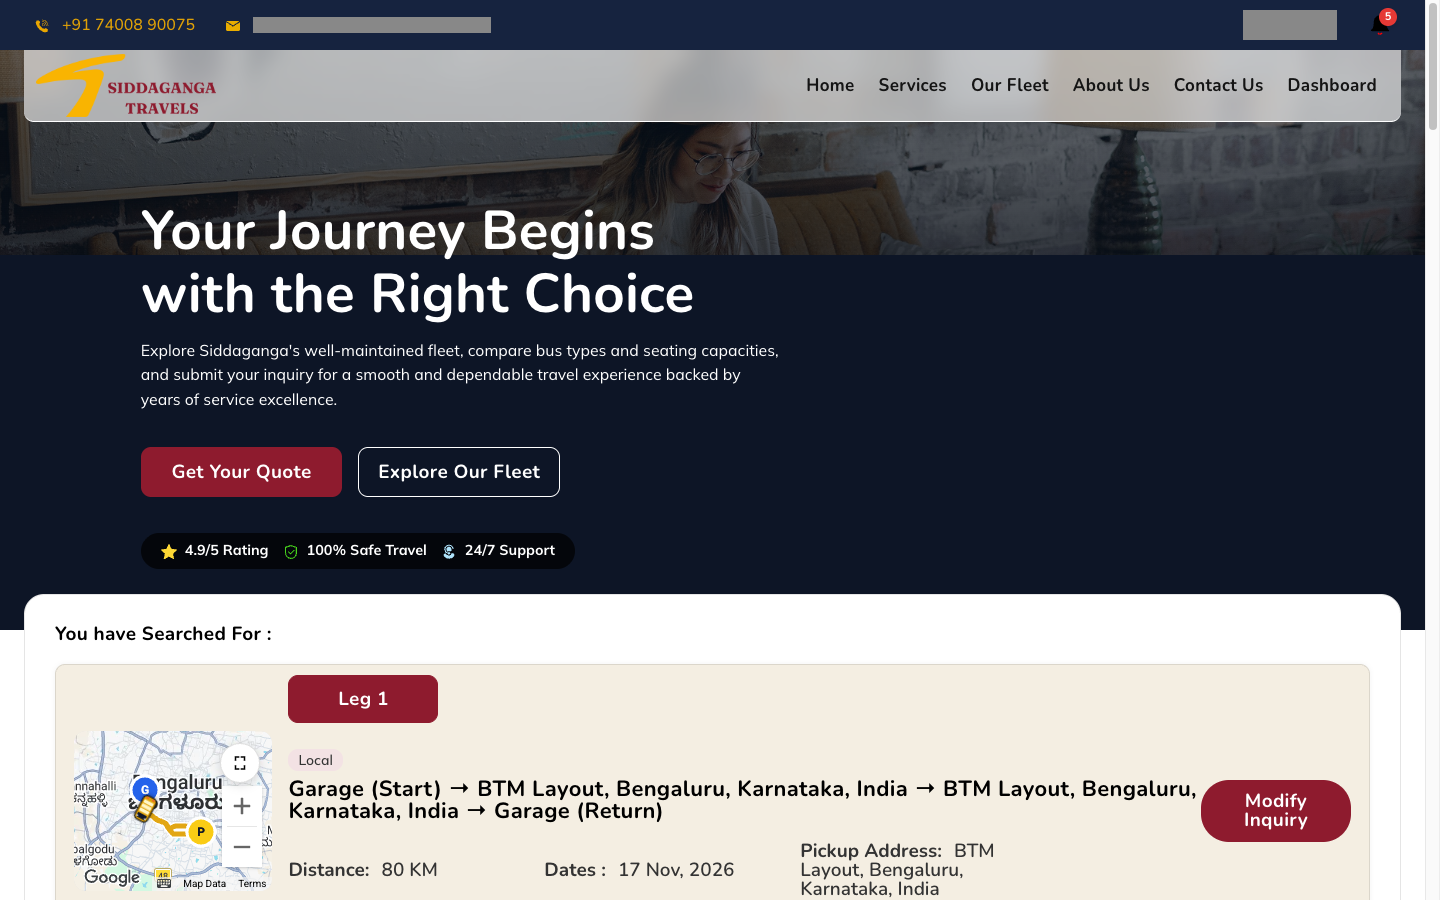 +91 74008 90075
5
SIDDAGANGA
TRAVELS
Home Services Our Fleet About Us Contact Us Dashboard
Your Journey Begins
with the Right Choice
Explore Siddaganga's well-maintained fleet, compare bus types and seating capacities,
and submit your inquiry for a smooth and dependable travel experience backed by
years of service excellence.
Get Your Quote Explore Our Fleet
4.9/5 Rating 100% Safe Travel 24/7 Support
You have Searched For :
Leg 1
Local
Garage (Start) ➝ BTM Layout, Bengaluru, Karnataka, India ➝ BTM Layout, Bengaluru,
Karnataka, India ➝ Garage (Return)
Modify
Inquiry
Distance: 80 KM
Dates : 17 Nov, 2026
Pickup Address: BTM
Layout, Bengaluru,
Karnataka, India
G
P
48
Google
Map Data Terms